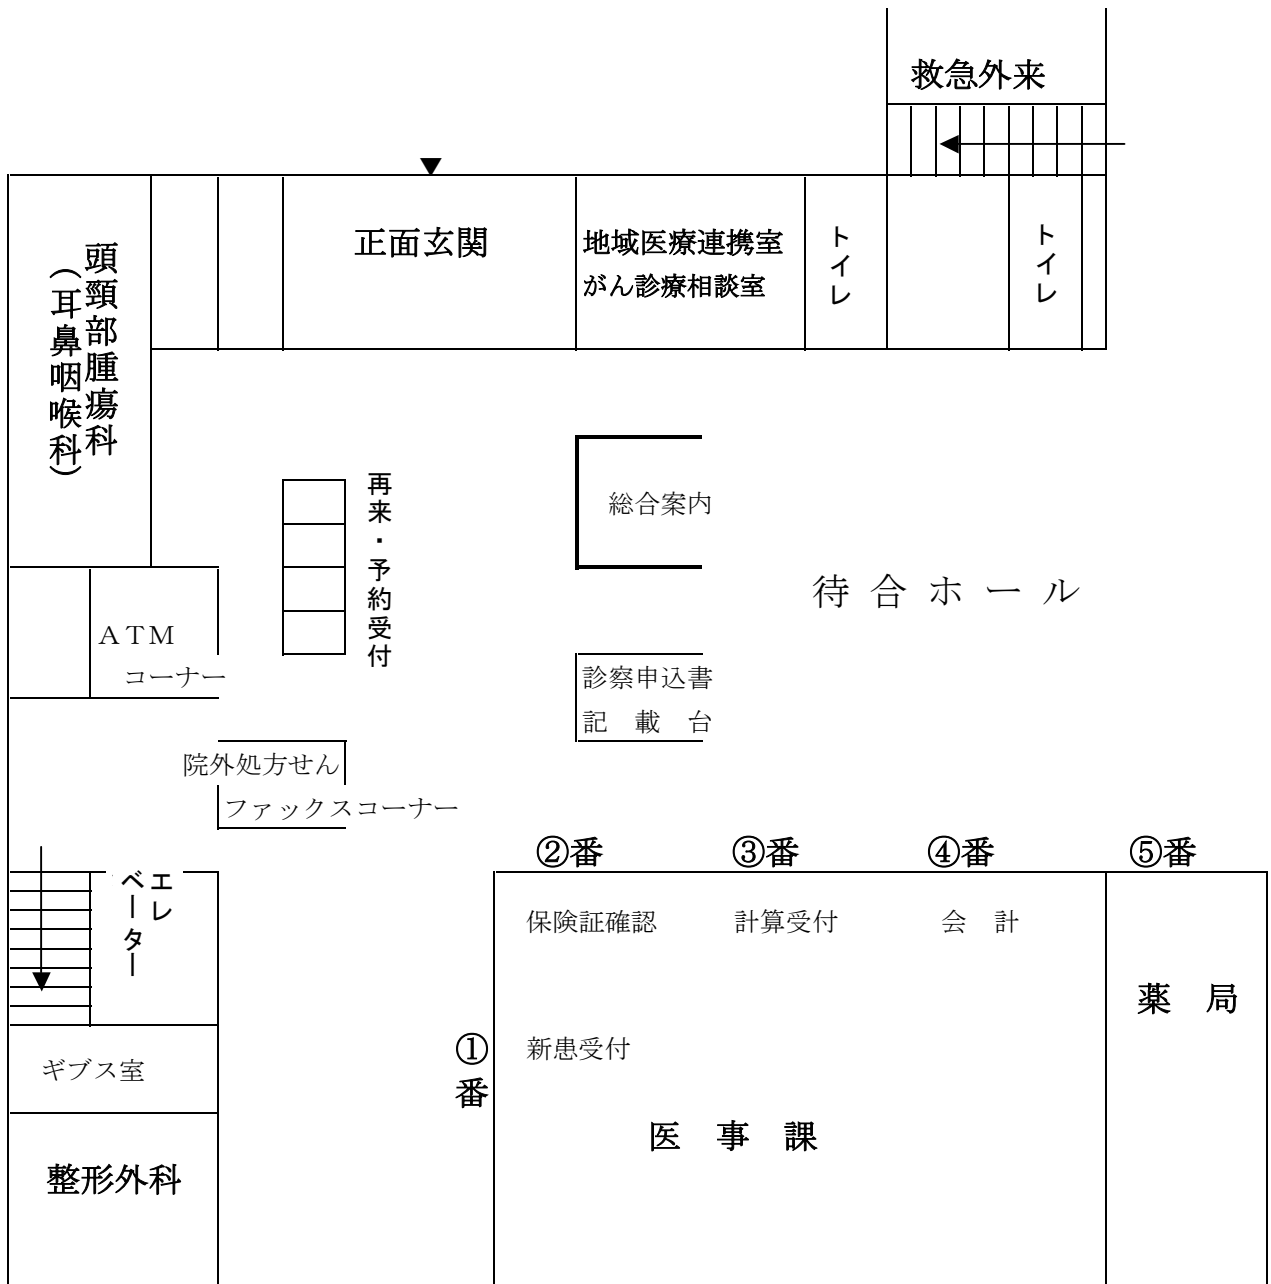 救急外来
頭頸部腫瘍科
（耳鼻咽喉科）
正面玄関
地域医療連携室
がん診療相談室
トイレ
トイレ
再来・予約受付
総合案内
待合ホール
ATM
コーナー
診察申込書
記載台
院外処方せん
ファックスコーナー
エレ
ベーター
②番
③番
④番
⑤番
保険証確認
計算受付
会計
薬局
①番
新患受付
ギブス室
医事課
整形外科